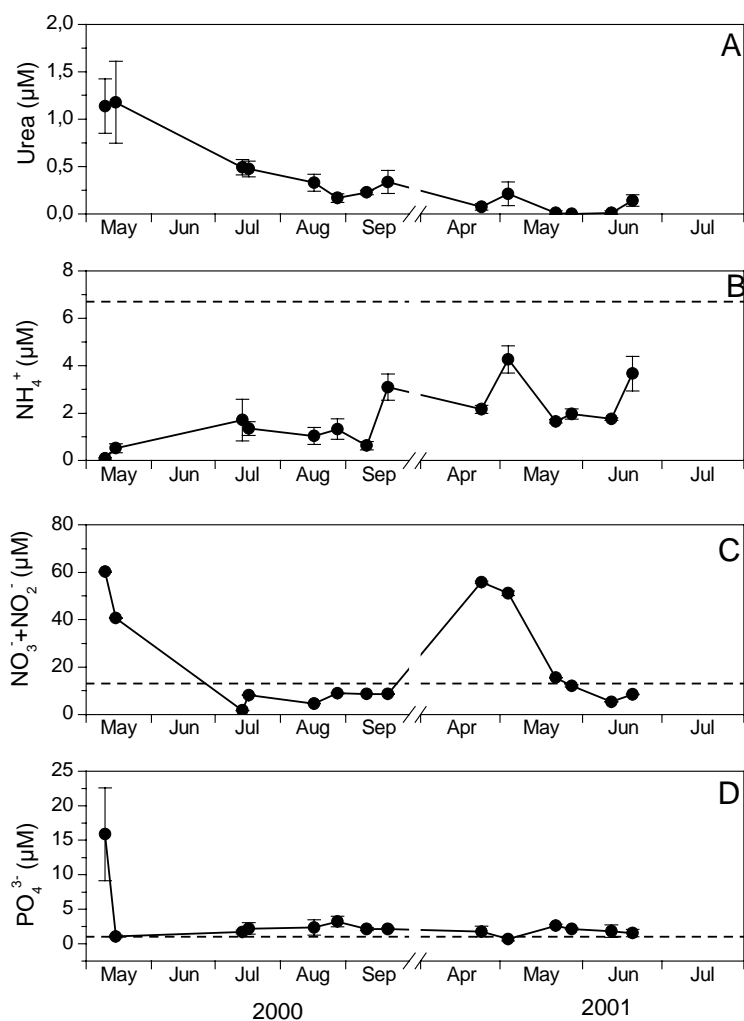 2,0
1,5
1,0
0,5
0,0
Urea (µM)
A
May Jun Jul Aug Sep // Apr May Jun Jul
8
6
4
2
0
NH₄⁺ (µM)
B
May Jun Jul Aug Sep // Apr May Jun Jul
80
60
40
20
0
NO₃⁻+NO₂⁻ (µM)
C
May Jun Jul Aug Sep // Apr May Jun Jul
25
20
15
10
5
0
PO₄³⁻ (µM)
D
May Jun Jul Aug Sep // Apr May Jun Jul
2000 2001